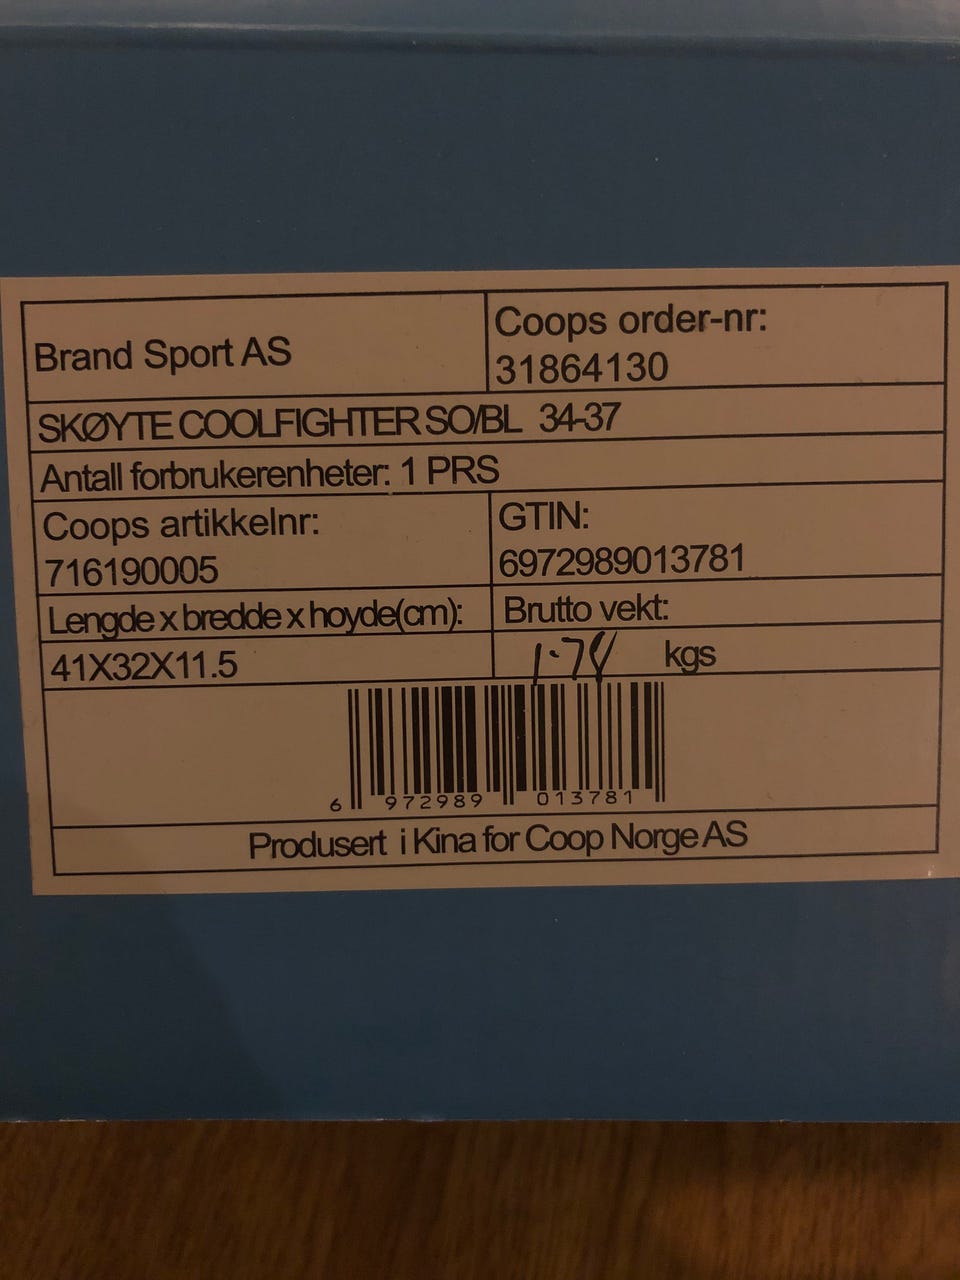 Brand Sport AS
Coops order-nr:
31864130
SKØYTE COOLFIGHTER SO/BL 34-37
Antall forbrukerenheter: 1 PRS
Coops artikkelnr:
716190005
GTIN:
6972989013781
Lengde x bredde x hoyde(cm):
41X32X11.5
Brutto vekt:
1.78 kgs
6 972989 013781
Produsert i Kina for Coop Norge AS